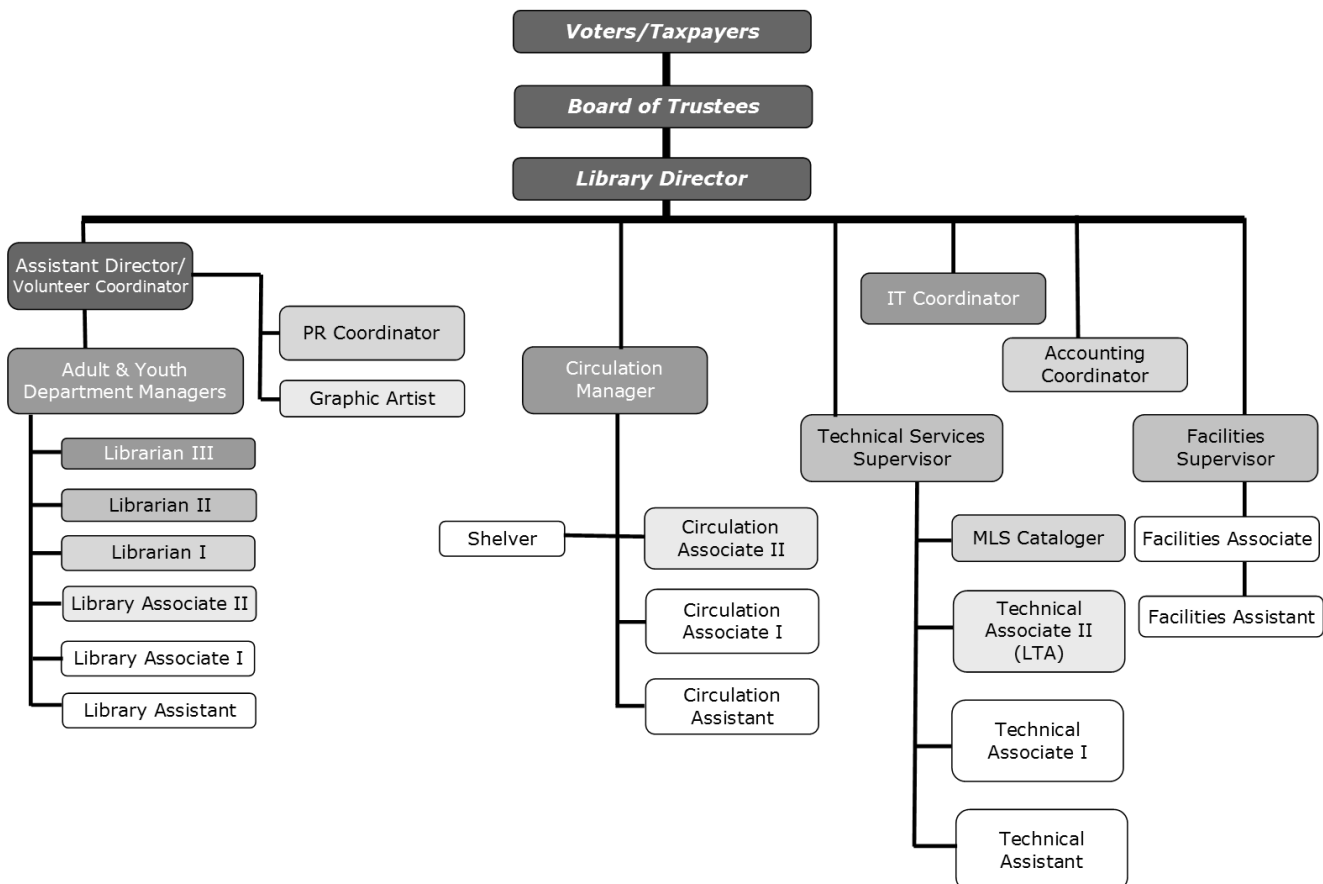 Voters/Taxpayers
Board of Trustees
Library Director
Assistant Director/
Volunteer Coordinator
PR Coordinator
Graphic Artist
Adult & Youth
Department Managers
Librarian III
Librarian II
Librarian I
Library Associate II
Library Associate I
Library Assistant
Circulation
Manager
Shelver
Circulation
Associate II
Circulation
Associate I
Circulation
Assistant
Technical Services
Supervisor
MLS Cataloger
Technical
Associate II
(LTA)
Technical
Associate I
Technical
Assistant
IT Coordinator
Accounting
Coordinator
Facilities
Supervisor
Facilities Associate
Facilities Assistant